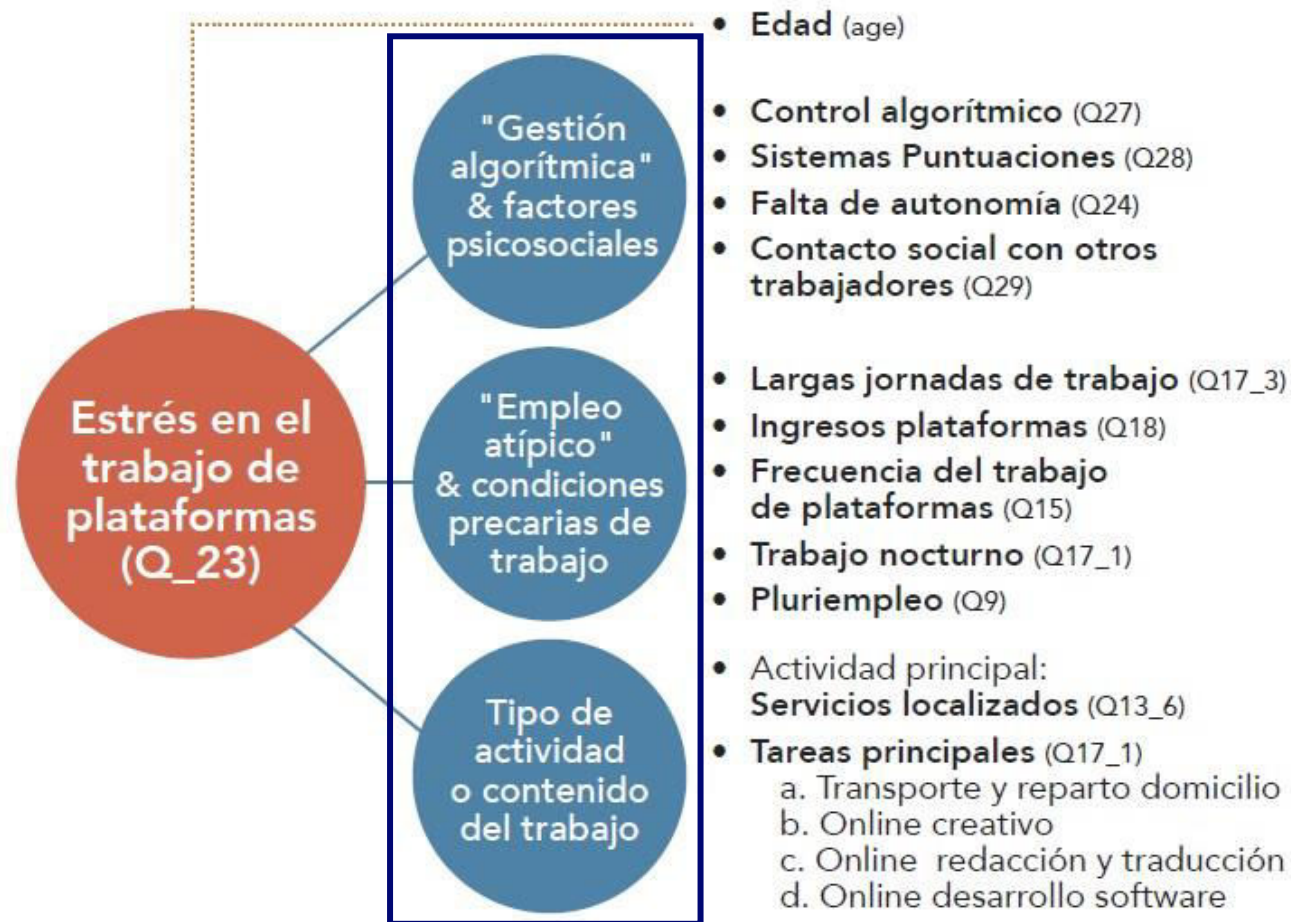 • Edad (age)
"Gestión
algorítmica"
& factores
psicosociales
• Control algorítmico (Q27)
• Sistemas Puntuaciones (Q28)
• Falta de autonomía (Q24)
• Contacto social con otros
trabajadores (Q29)
Estrés en el
trabajo de
plataformas
(Q_23)
"Empleo
atípico"
& condiciones
precarias de
trabajo
• Largas jornadas de trabajo (Q17_3)
• Ingresos plataformas (Q18)
• Frecuencia del trabajo
de plataformas (Q15)
• Trabajo nocturno (Q17_1)
• Pluriempleo (Q9)
Tipo de
actividad
o contenido
del trabajo
• Actividad principal:
Servicios localizados (Q13_6)
• Tareas principales (Q17_1)
a. Transporte y reparto domicilio
b. Online creativo
c. Online redacción y traducción
d. Online desarrollo software